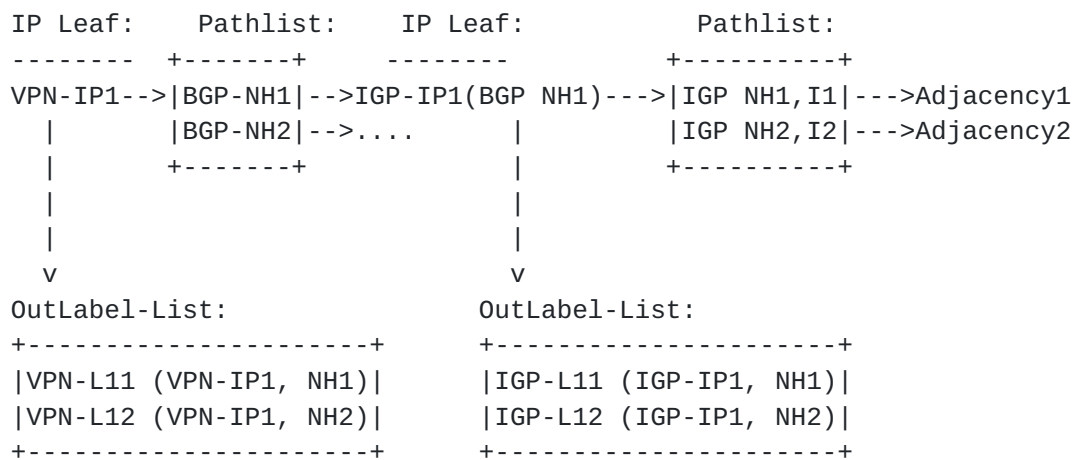 IP Leaf:    Pathlist:    IP Leaf:           Pathlist:
--------  +-------+     --------          +----------+
VPN-IP1-->|BGP-NH1|-->IGP-IP1(BGP NH1)--->|IGP NH1,I1|--->Adjacency1
  |       |BGP-NH2|-->....      |         |IGP NH2,I2|--->Adjacency2
  |       +-------+             |         +----------+
  |                             |
  |                             |
  v                             v
OutLabel-List:                OutLabel-List:
+----------------------+      +----------------------+
|VPN-L11 (VPN-IP1, NH1)|      |IGP-L11 (IGP-IP1, NH1)|
|VPN-L12 (VPN-IP1, NH2)|      |IGP-L12 (IGP-IP1, NH2)|
+----------------------+      +----------------------+